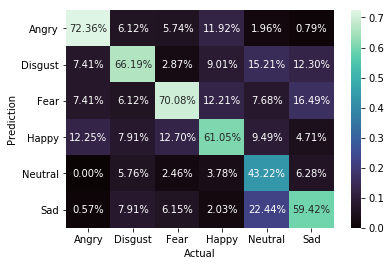 Angry 72.36% 6.12% 5.74% 11.92% 1.96% 0.79%
Disgust 7.41% 66.19% 2.87% 9.01% 15.21% 12.30%
Fear 7.41% 6.12% 70.08% 12.21% 7.68% 16.49%
Happy 12.25% 7.91% 12.70% 61.05% 9.49% 4.71%
Neutral 0.00% 5.76% 2.46% 3.78% 43.22% 6.28%
Sad 0.57% 7.91% 6.15% 2.03% 22.44% 59.42%
Angry Disgust Fear Happy Neutral Sad
Actual
Prediction
0.7
0.6
0.5
0.4
0.3
0.2
0.1
0.0